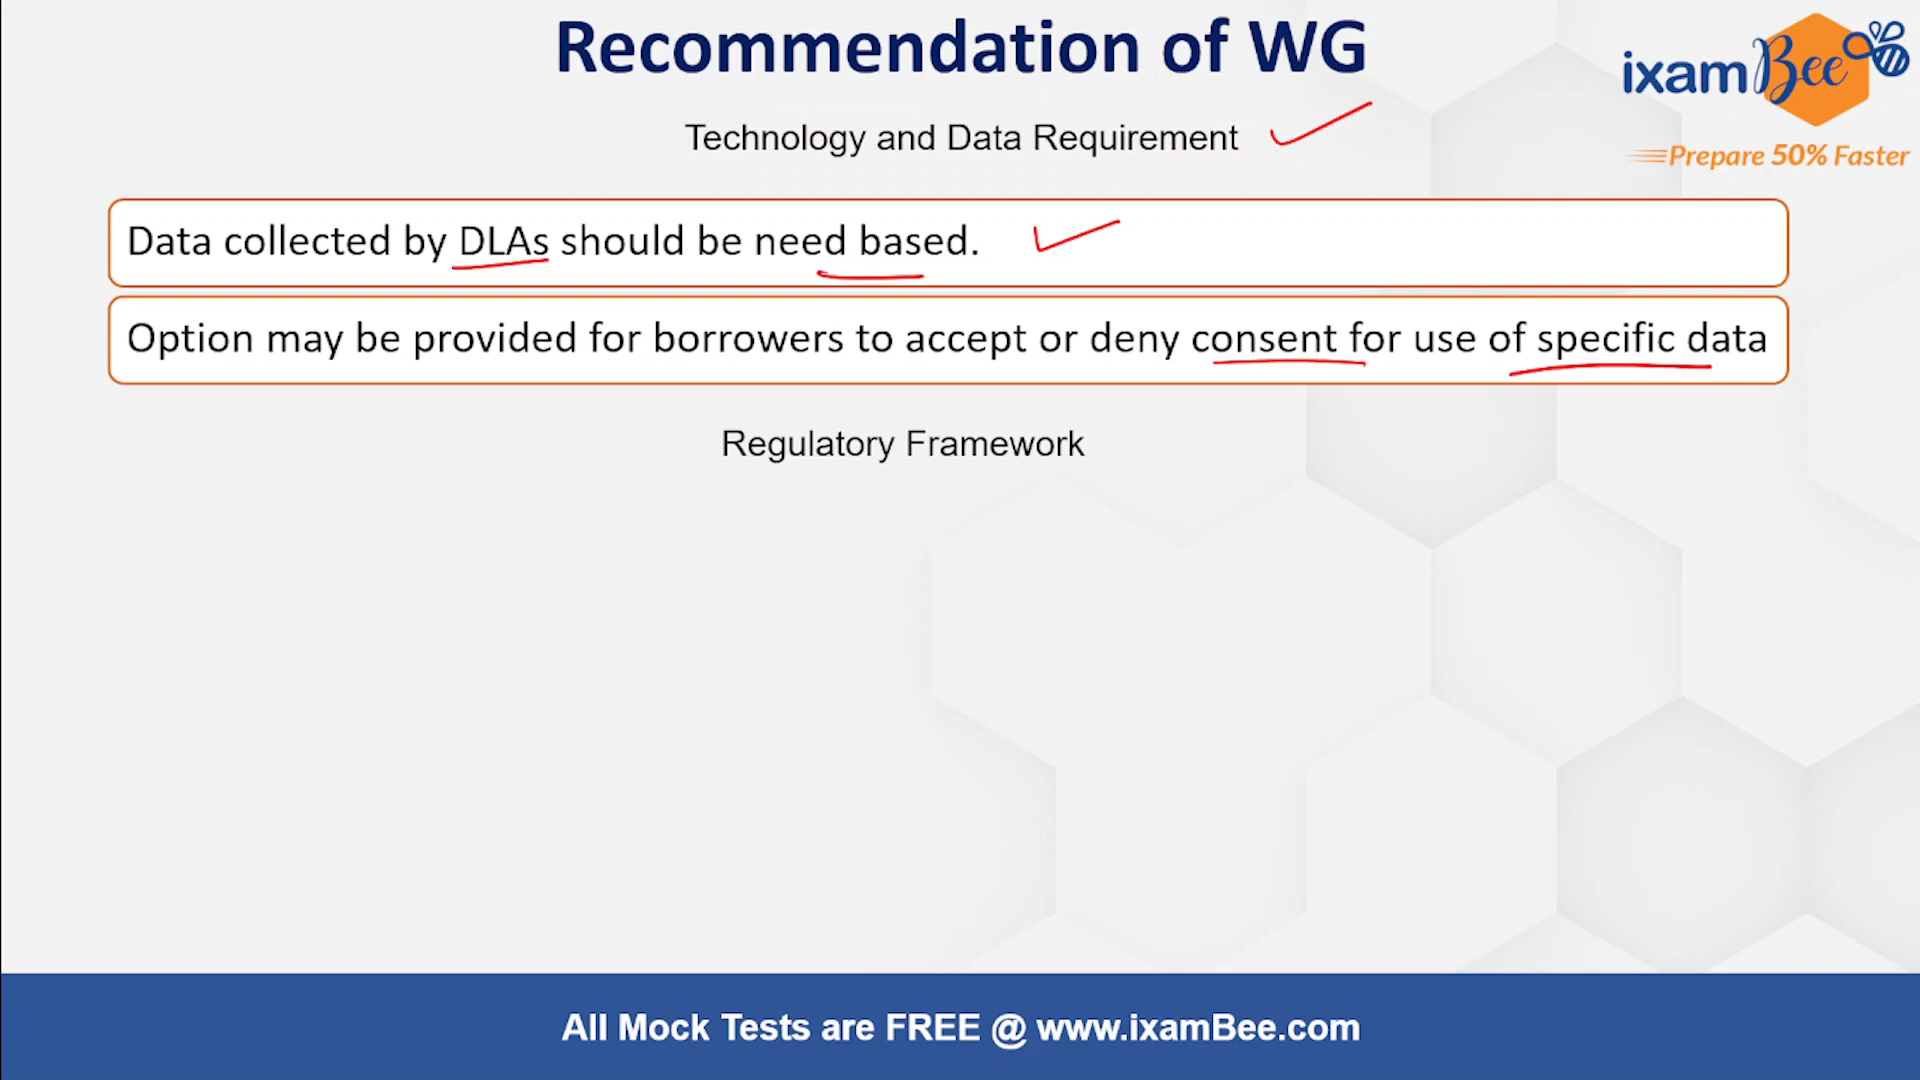 Recommendation of WG
ixamBee
Prepare 50% Faster
Technology and Data Requirement
Data collected by DLAs should be need based.
Option may be provided for borrowers to accept or deny consent for use of specific data
Regulatory Framework
All Mock Tests are FREE @ www.ixamBee.com